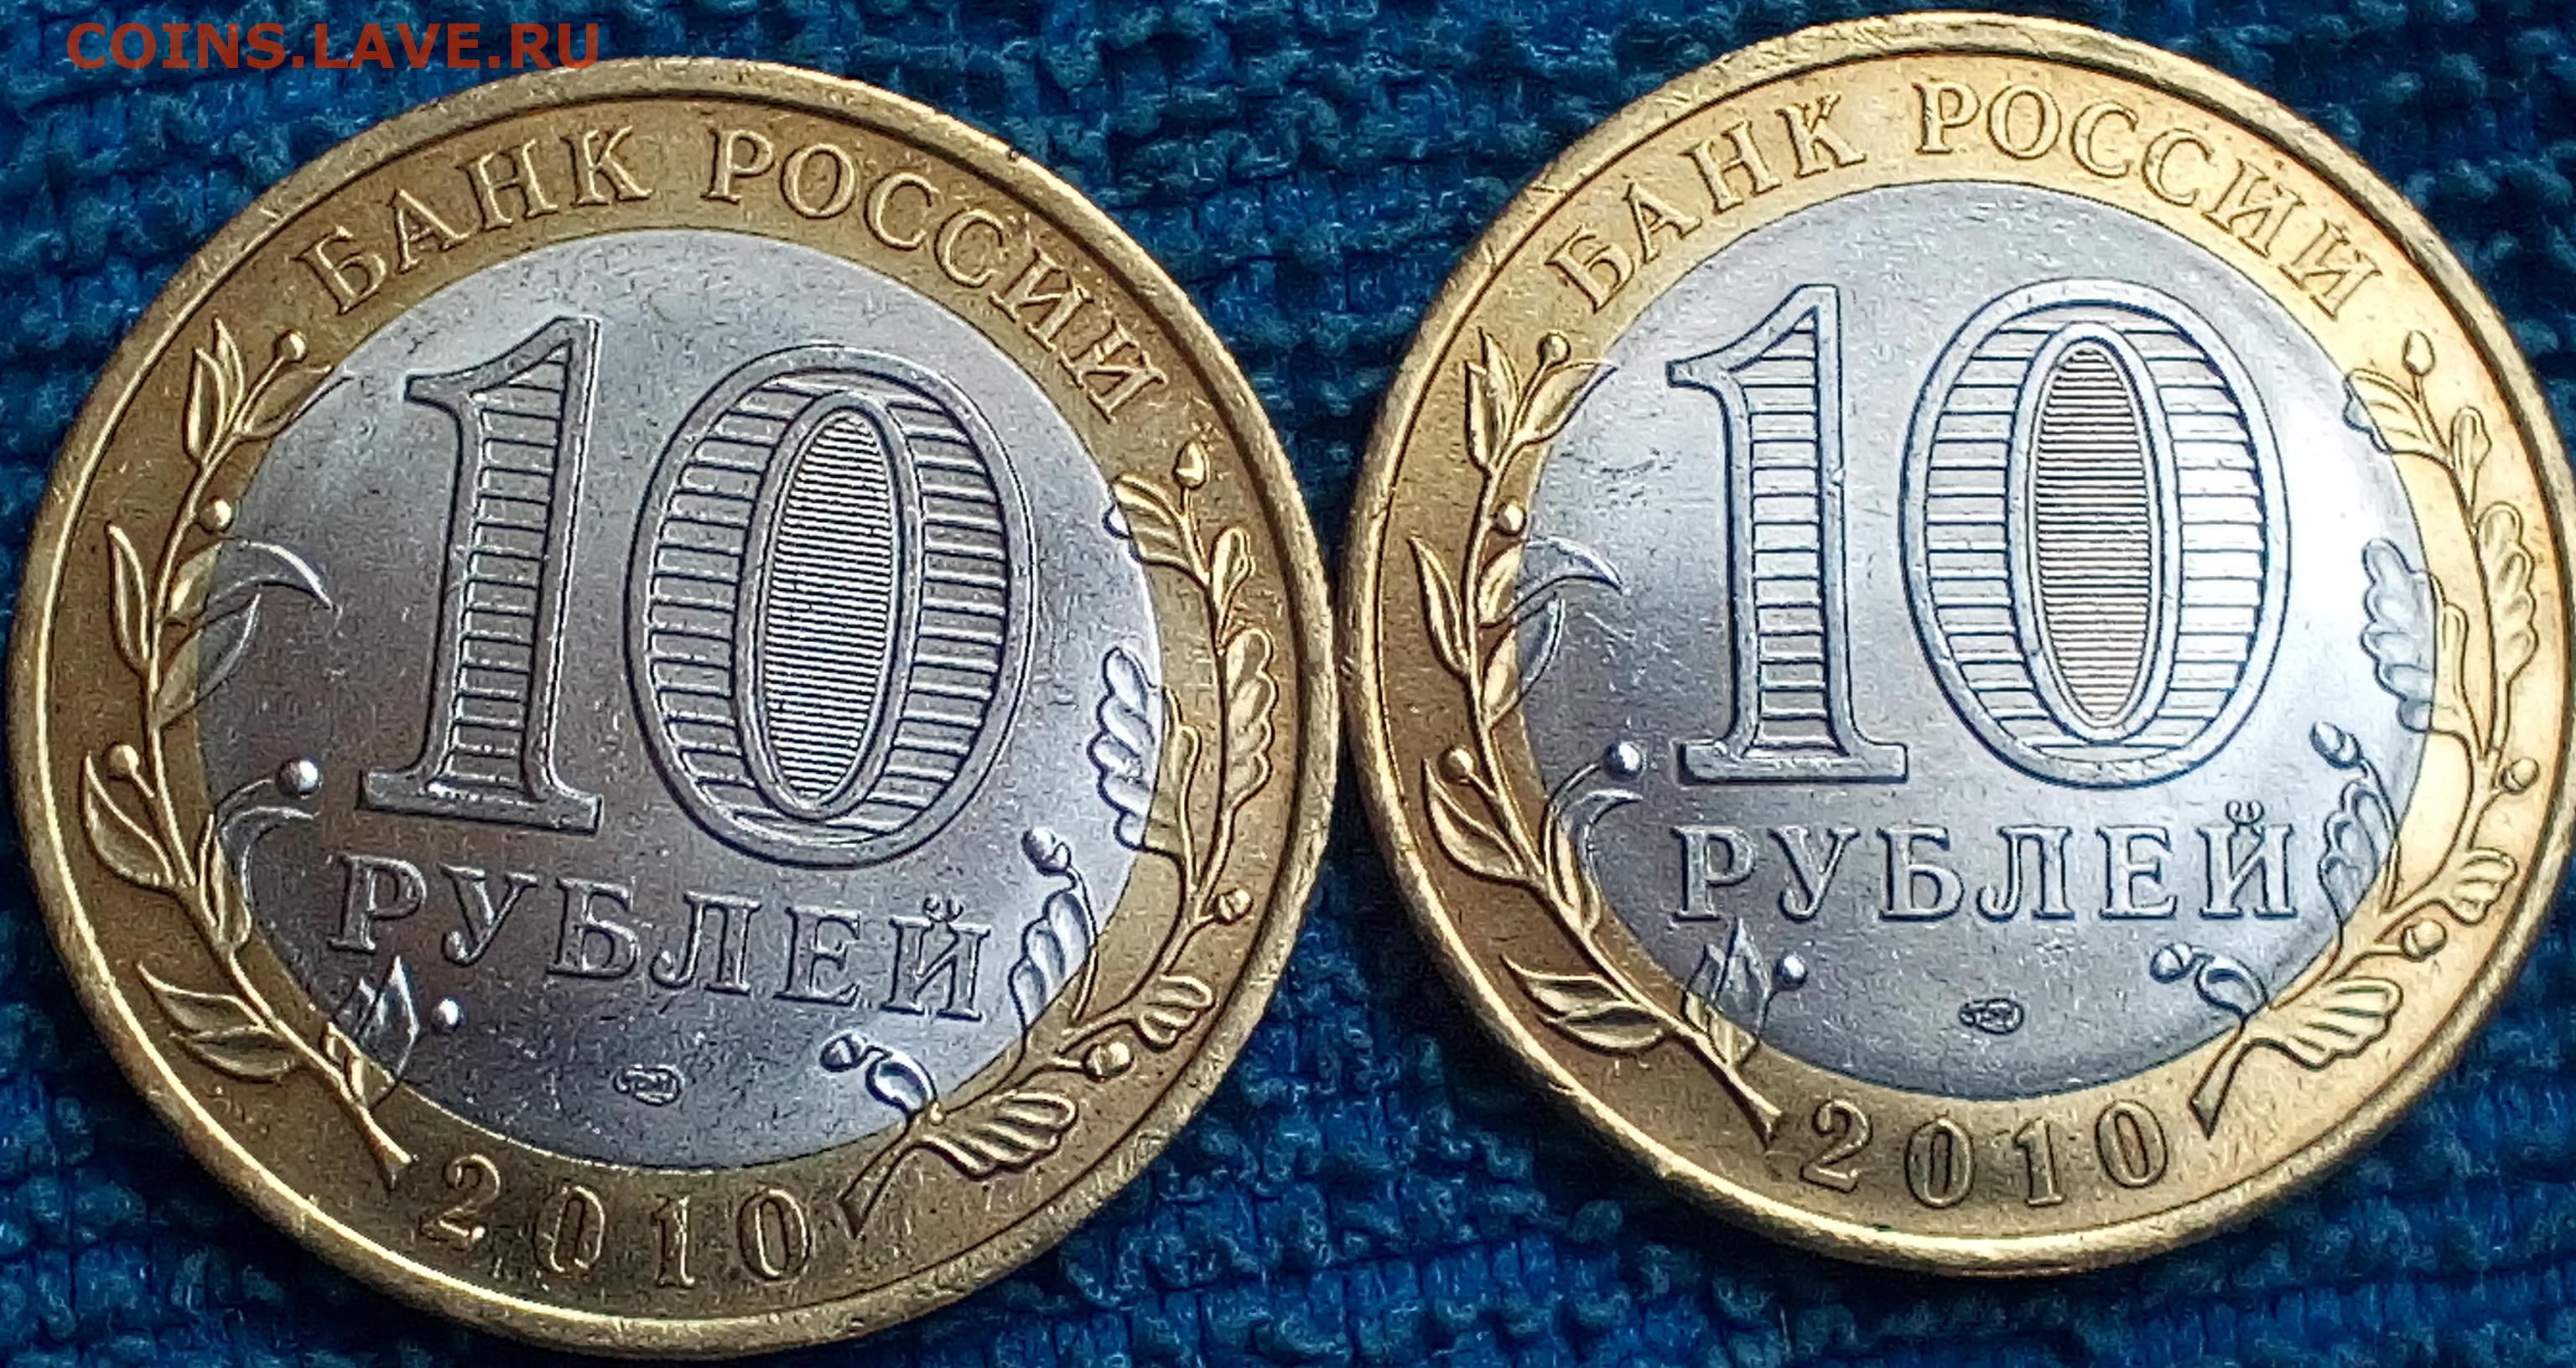 COINS.LAVE.RU
БАНК РОССИИ
10
РУБЛЕЙ
2010
БАНК РОССИИ
10
РУБЛЕЙ
2010